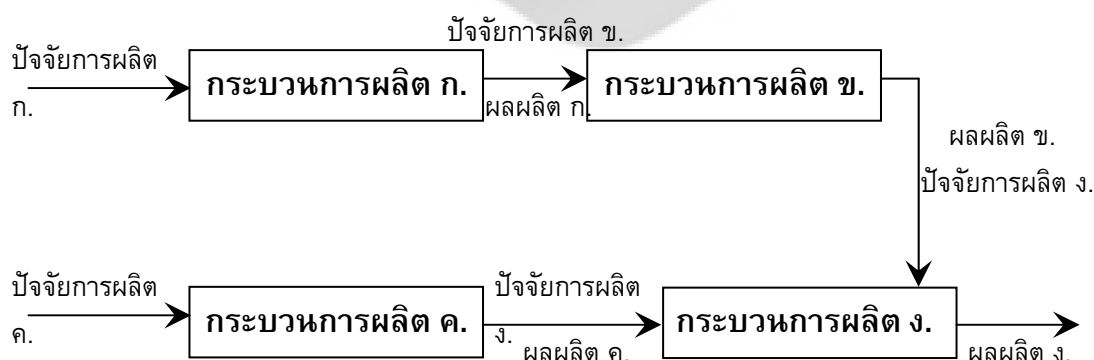 ปัจจัยการผลิต ข.
ปัจจัยการผลิต
ก.
กระบวนการผลิต ก.
ผลผลิต ก.
กระบวนการผลิต ข.
ผลผลิต ข.
ปัจจัยการผลิต ง.
ปัจจัยการผลิต
ค.
กระบวนการผลิต ค.
ปัจจัยการผลิต
ง.
ผลผลิต ค.
กระบวนการผลิต ง.
ผลผลิต ง.